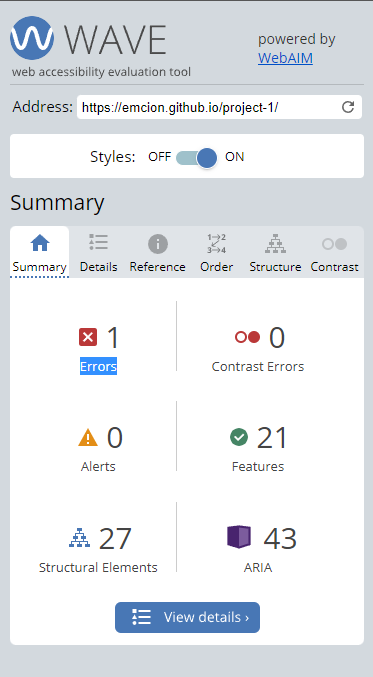 WAVE
web accessibility evaluation tool
powered by
WebAIM
Address: https://emcion.github.io/project-1/
Styles: OFF ON
Summary
Summary Details Reference Order Structure Contrast
1
Errors
0
Contrast Errors
0
Alerts
21
Features
27
Structural Elements
43
ARIA
View details ›